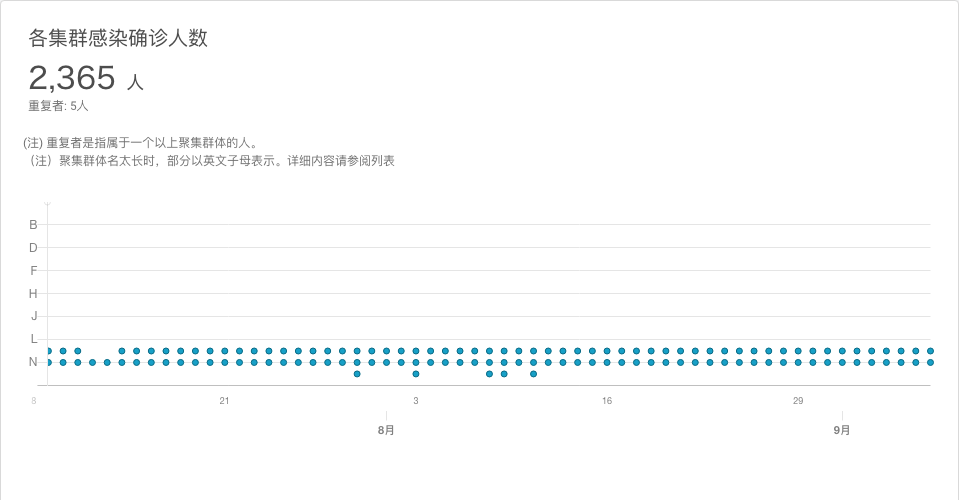 各集群感染确诊人数
2,365 人
重复者: 5人
(注) 重复者是指属于一个以上聚集群体的人。
（注）聚集群体名太长时，部分以英文子母表示。详细内容请参阅列表
B
D
F
H
J
L
N
8 21 3 16 29
8月 9月